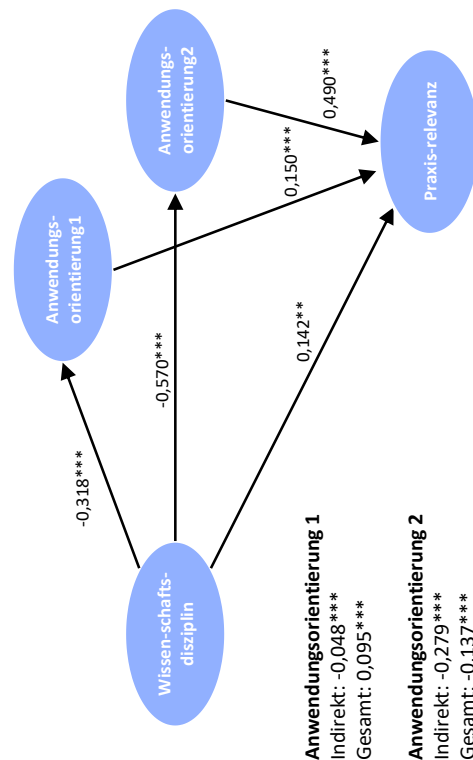 Anwendungs-
orientierung1
Anwendungs-
orientierung2
-0,318***
-0,570***
0,150***
0,490***
Wissen-schafts-
disziplin
0,142**
Praxis-relevanz
Anwendungsorientierung 1
Indirekt: -0,048***
Gesamt: 0,095***
Anwendungsorientierung 2
Indirekt: -0,279***
Gesamt: -0,137***